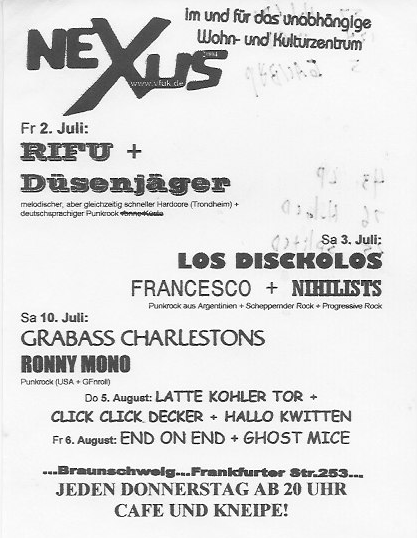 im und für das unabhängige
Wohn- und Kulturzentrum
NEXUS
2004
www.vfuk.de
Fr 2. Juli:
RIFU +
Düsenjäger
melodischer, aber gleichzeitig schneller Hardcore (Trondheim) +
deutschsprachiger Punkrock
Sa 3. Juli:
LOS DISCKOLOS
FRANCESCO + NIHILISTS
Punkrock aus Argentinien + Scheppernder Rock + Progressive Rock
Sa 10. Juli:
GRABASS CHARLESTONS
RONNY MONO
Punkrock (USA + GFnroll)
Do 5. August: LATTE KOHLER TOR +
CLICK CLICK DECKER + HALLO KWITTEN
Fr 6. August: END ON END + GHOST MICE
...Braunschweig...Frankfurter Str.253...
JEDEN DONNERSTAG AB 20 UHR
CAFE UND KNEIPE!